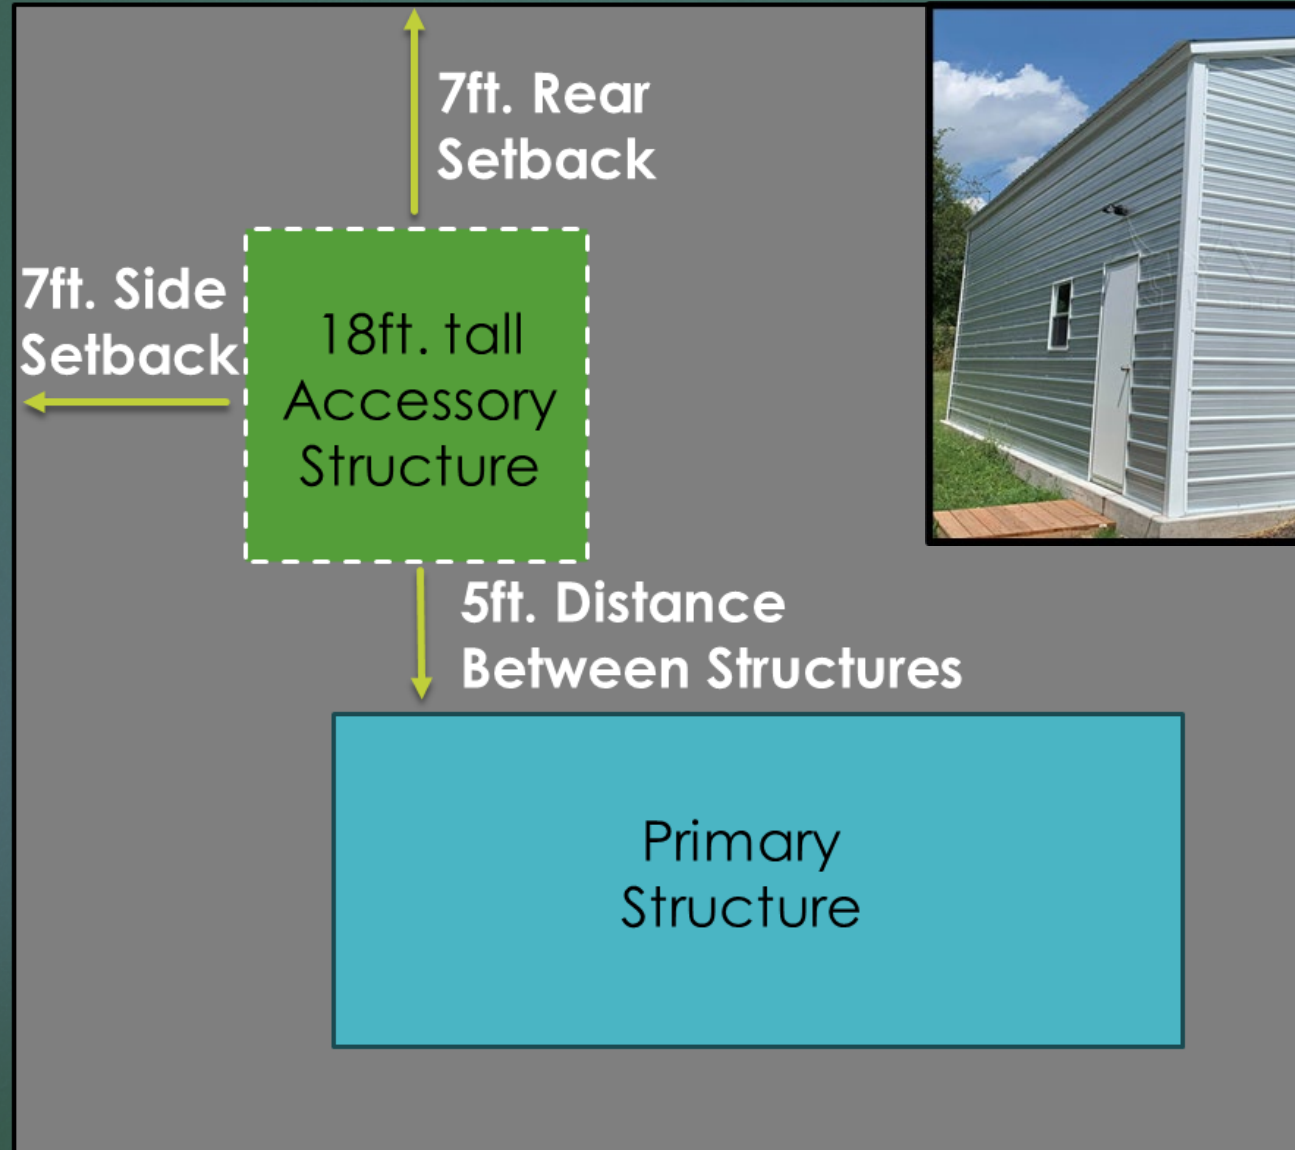 7ft. Rear
Setback
7ft. Side
Setback
18ft. tall
Accessory
Structure
5ft. Distance
Between Structures
Primary
Structure